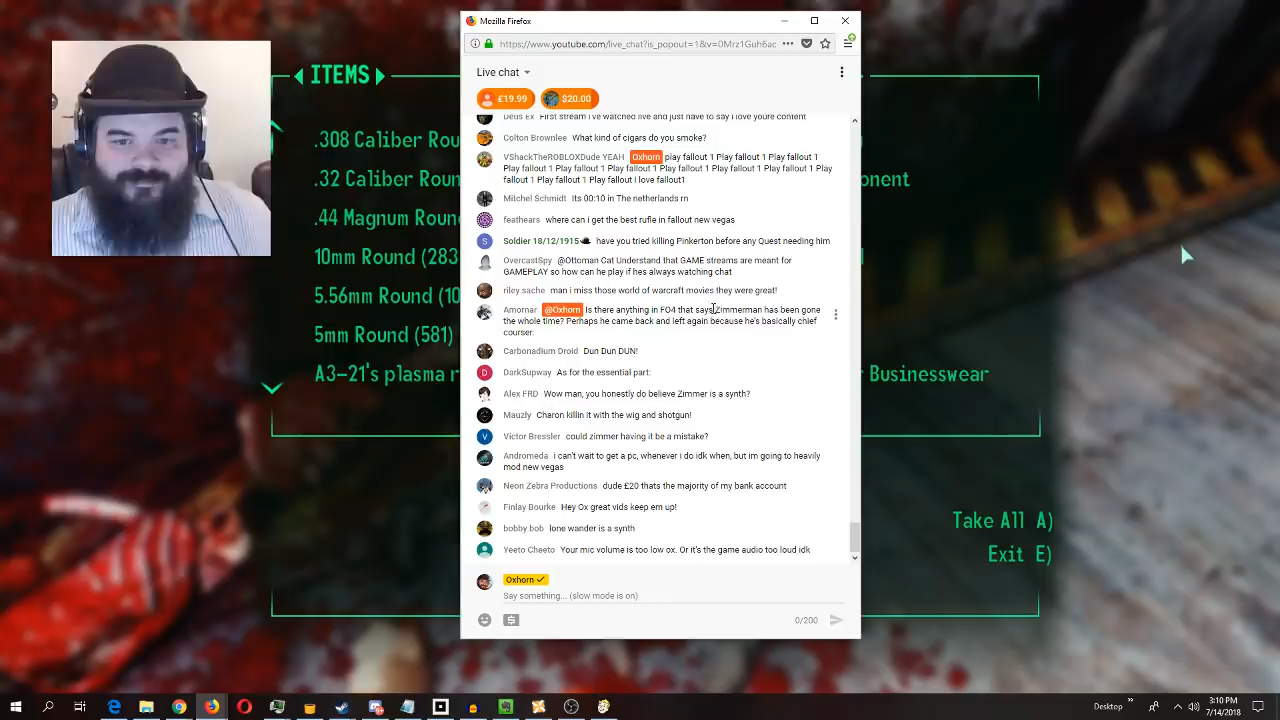 Mozilla Firefox
https://www.youtube.com/live_chat?is_popout=1&v=0Mrz1Guh6ac
Live chat
£19.99 $20.00
Deus Ex First stream i've watched live and just have to say i love youre content
Colton Brownlee What kind of cigars do you smoke?
VShackTheROBLOXDude YEAH Oxhorn play fallout 1 Play fallout 1 Play fallout 1
Play fallout 1 Play fallout 1 Play fallout 1 Play fallout 1 Play fallout 1 Play
fallout 1 Play fallout 1 Play fallout I love fallout1
Mitchel Schmidt Its 00:10 in The netherlands rn
feathears where can i get the best rufle in fallout new vegas
Soldier 18/12/1915 have you tried killing Pinkerton before any Quest needing him
OvercastSpy @Ottoman Cat Understand that GAME streams are meant for
GAMEPLAY so how can he play if hes always watching chat
riley sache man i miss those world of warcraft movies they were great!
Amornar @Oxhorn Is there anything in FO4 that says Zimmerman has been gone
the whole time? Perhaps he came back and left again because he's basically chief
courser.
Carbonadium Droid Dun Dun DUN!
DarkSupway As for the essential part:
Alex FRD Wow man, you honestly do believe Zimmer is a synth?
Mauzly Charon killin it with the wig and shotgun!
Victor Bressler could zimmer having it be a mistake?
Andromeda i can't wait to get a pc, whenever i do idk when, but im going to heavily
mod new vegas
Neon Zebra Productions dude £20 thats the majority of my bank account
Finlay Bourke Hey Ox great vids keep em up!
bobby bob lone wander is a synth
Yeeto Cheeto Your mic volume is too low ox. Or it's the game audio too loud idk
Oxhorn
Say something... (slow mode is on)
0/200
ITEMS
.308 Caliber Rou
.32 Caliber Roun
.44 Magnum Roun
10mm Round
5.56mm Round (10
5mm Round (581)
A3-21's plasma r
onent
r Businesswear
Take All A)
Exit E)
Desktop
3:10 PM
7/14/2018